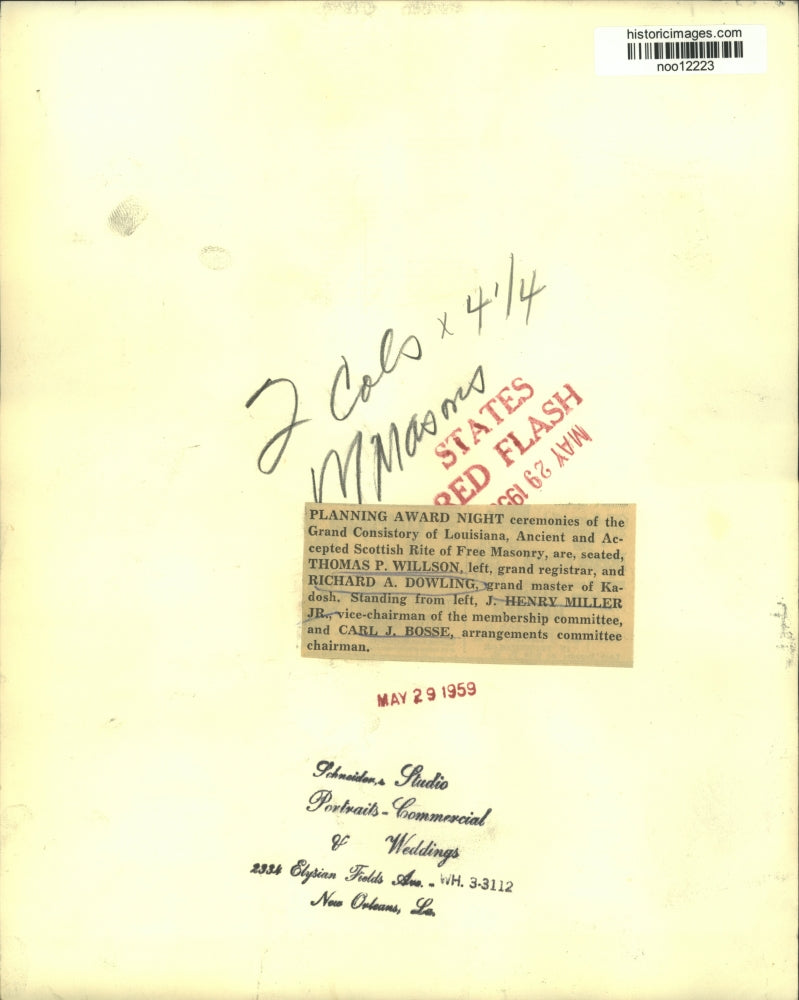 historicimages.com
noo12223
2 Cols x 4 1/4
Masons
STATES
RED FLASH
MAY 29 195
PLANNING AWARD NIGHT ceremonies of the
Grand Consistory of Louisiana, Ancient and Ac-
cepted Scottish Rite of Free Masonry, are, seated,
THOMAS P. WILLSON, left, grand registrar, and
RICHARD A. DOWLING, grand master of Ka-
dosh. Standing from left, J. HENRY MILLER
JR., vice-chairman of the membership committee,
and CARL J. BOSSE, arrangements committee
chairman.
MAY 29 1959
Schneider,s Studio
Portraits - Commercial
& Weddings
2334 Elysian Fields Ave. - WH. 3-3112
New Orleans, La.